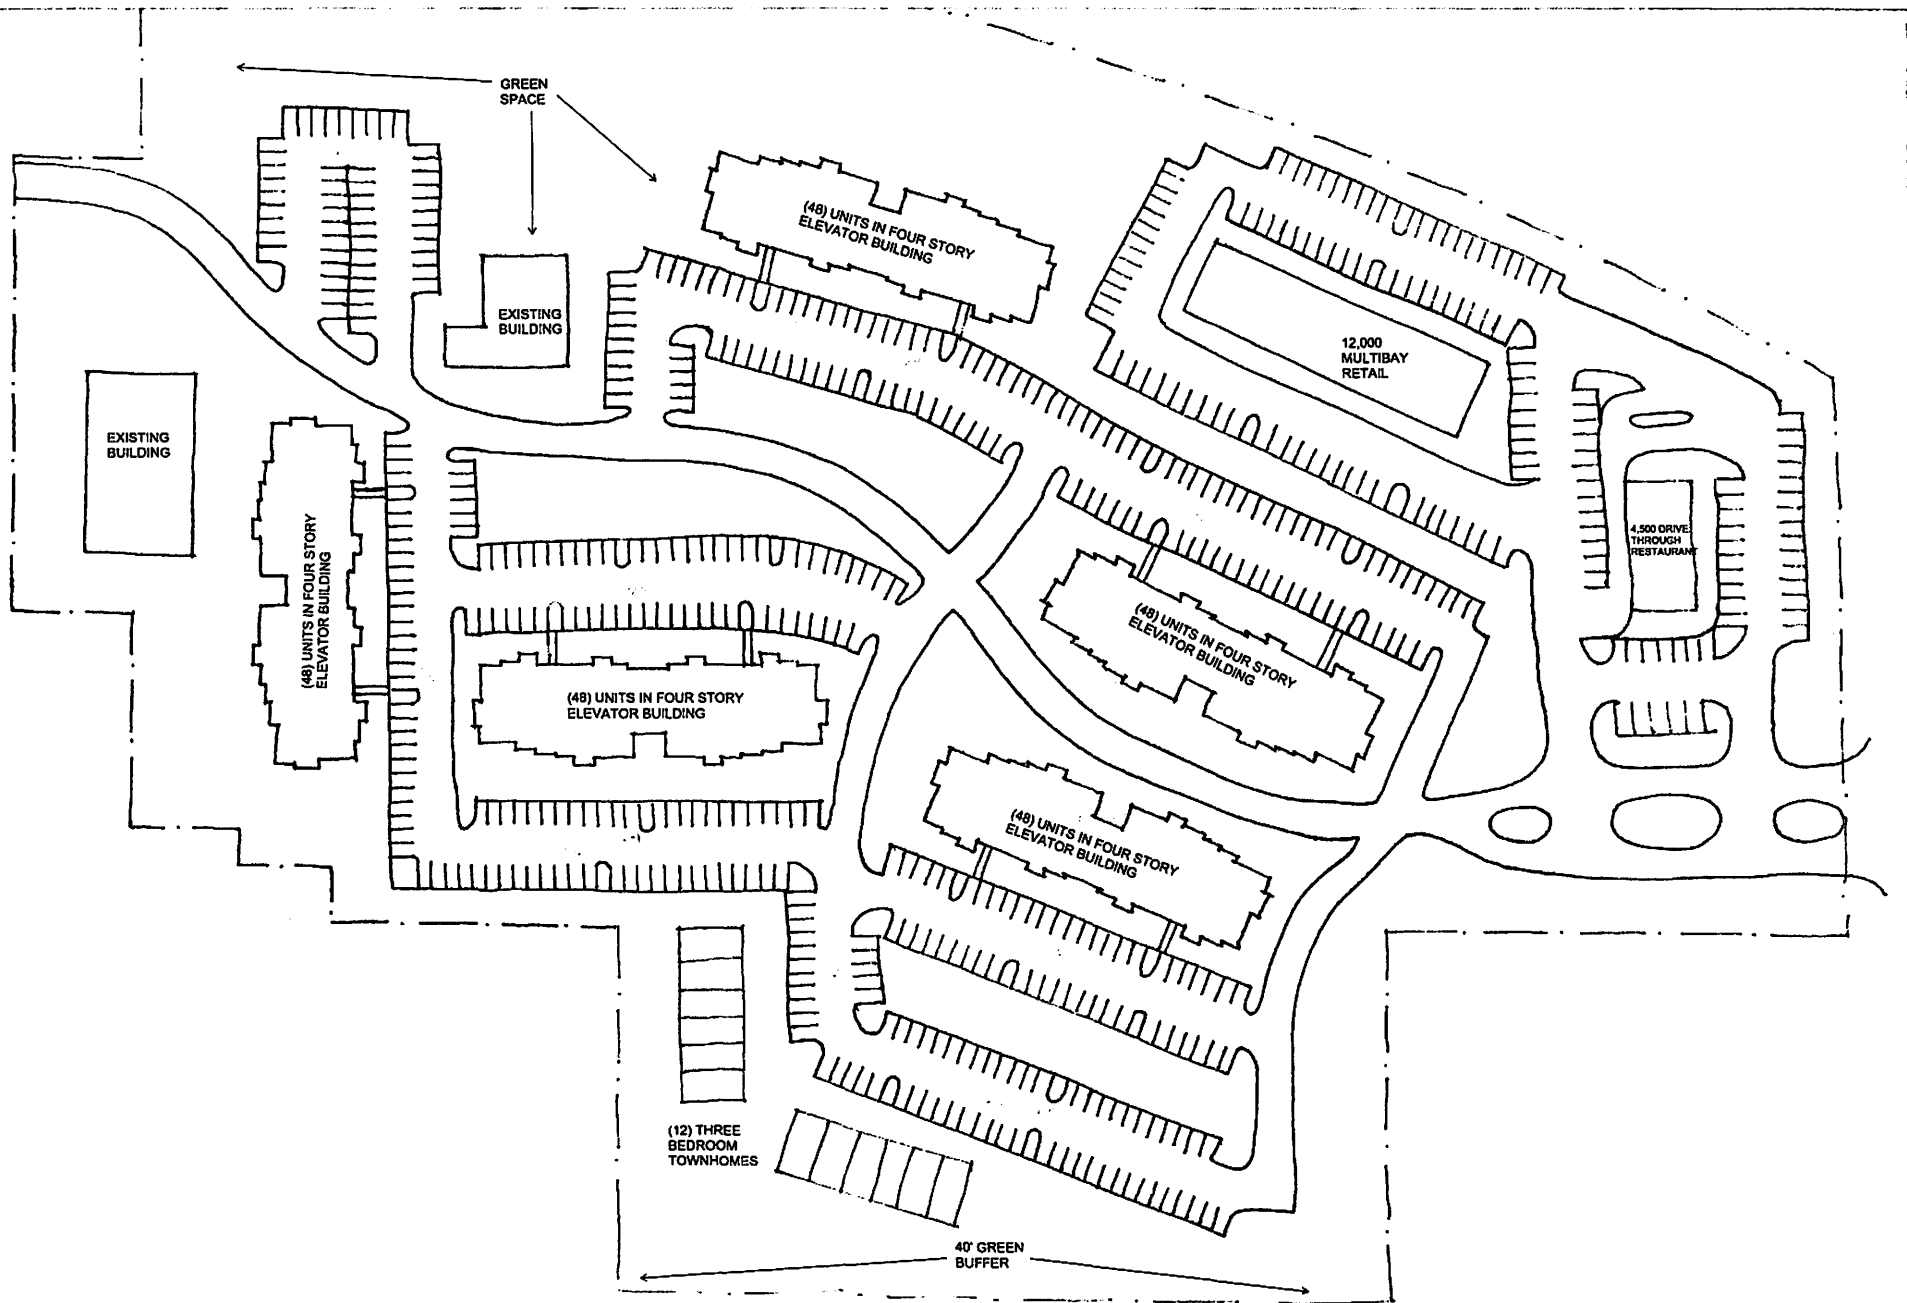 GREEN
SPACE
(48) UNITS IN FOUR STORY
ELEVATOR BUILDING
EXISTING
BUILDING
12,000
MULTIBAY
RETAIL
EXISTING
BUILDING
4,500 DRIVE
THROUGH
RESTAURANT
(48) UNITS IN FOUR STORY
ELEVATOR BUILDING
(48) UNITS IN FOUR STORY
ELEVATOR BUILDING
(48) UNITS IN FOUR STORY
ELEVATOR BUILDING
(48) UNITS IN FOUR STORY
ELEVATOR BUILDING
(12) THREE
BEDROOM
TOWNHOMES
40' GREEN
BUFFER